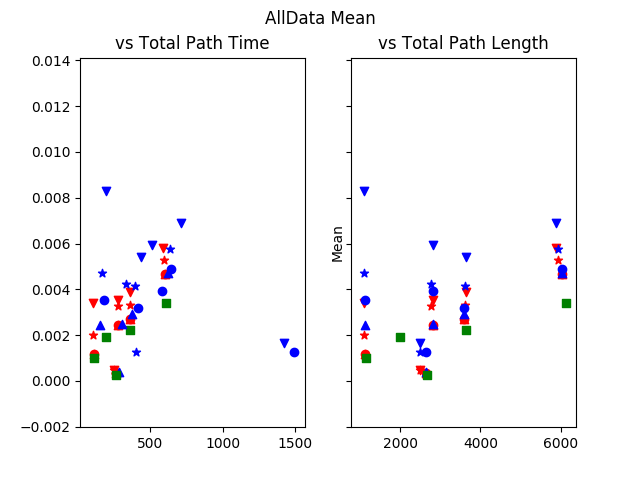 AllData Mean
vs Total Path Time
vs Total Path Length
0.014
0.012
0.010
0.008
0.006
0.004
0.002
0.000
−0.002
Mean
500 1000 1500
2000 4000 6000